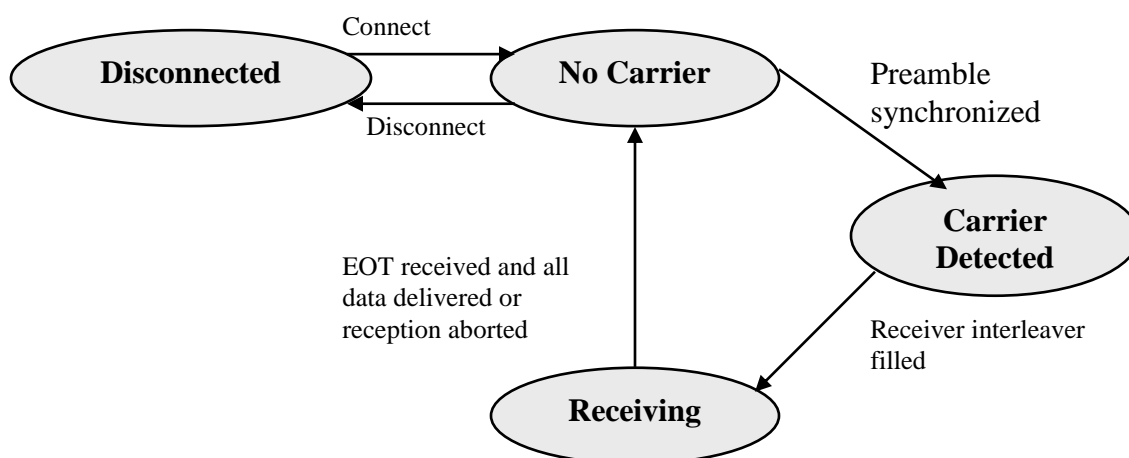 Connect
Disconnected
No Carrier
Disconnect
Preamble
synchronized
Carrier
Detected
EOT received and all
data delivered or
reception aborted
Receiver interleaver
filled
Receiving